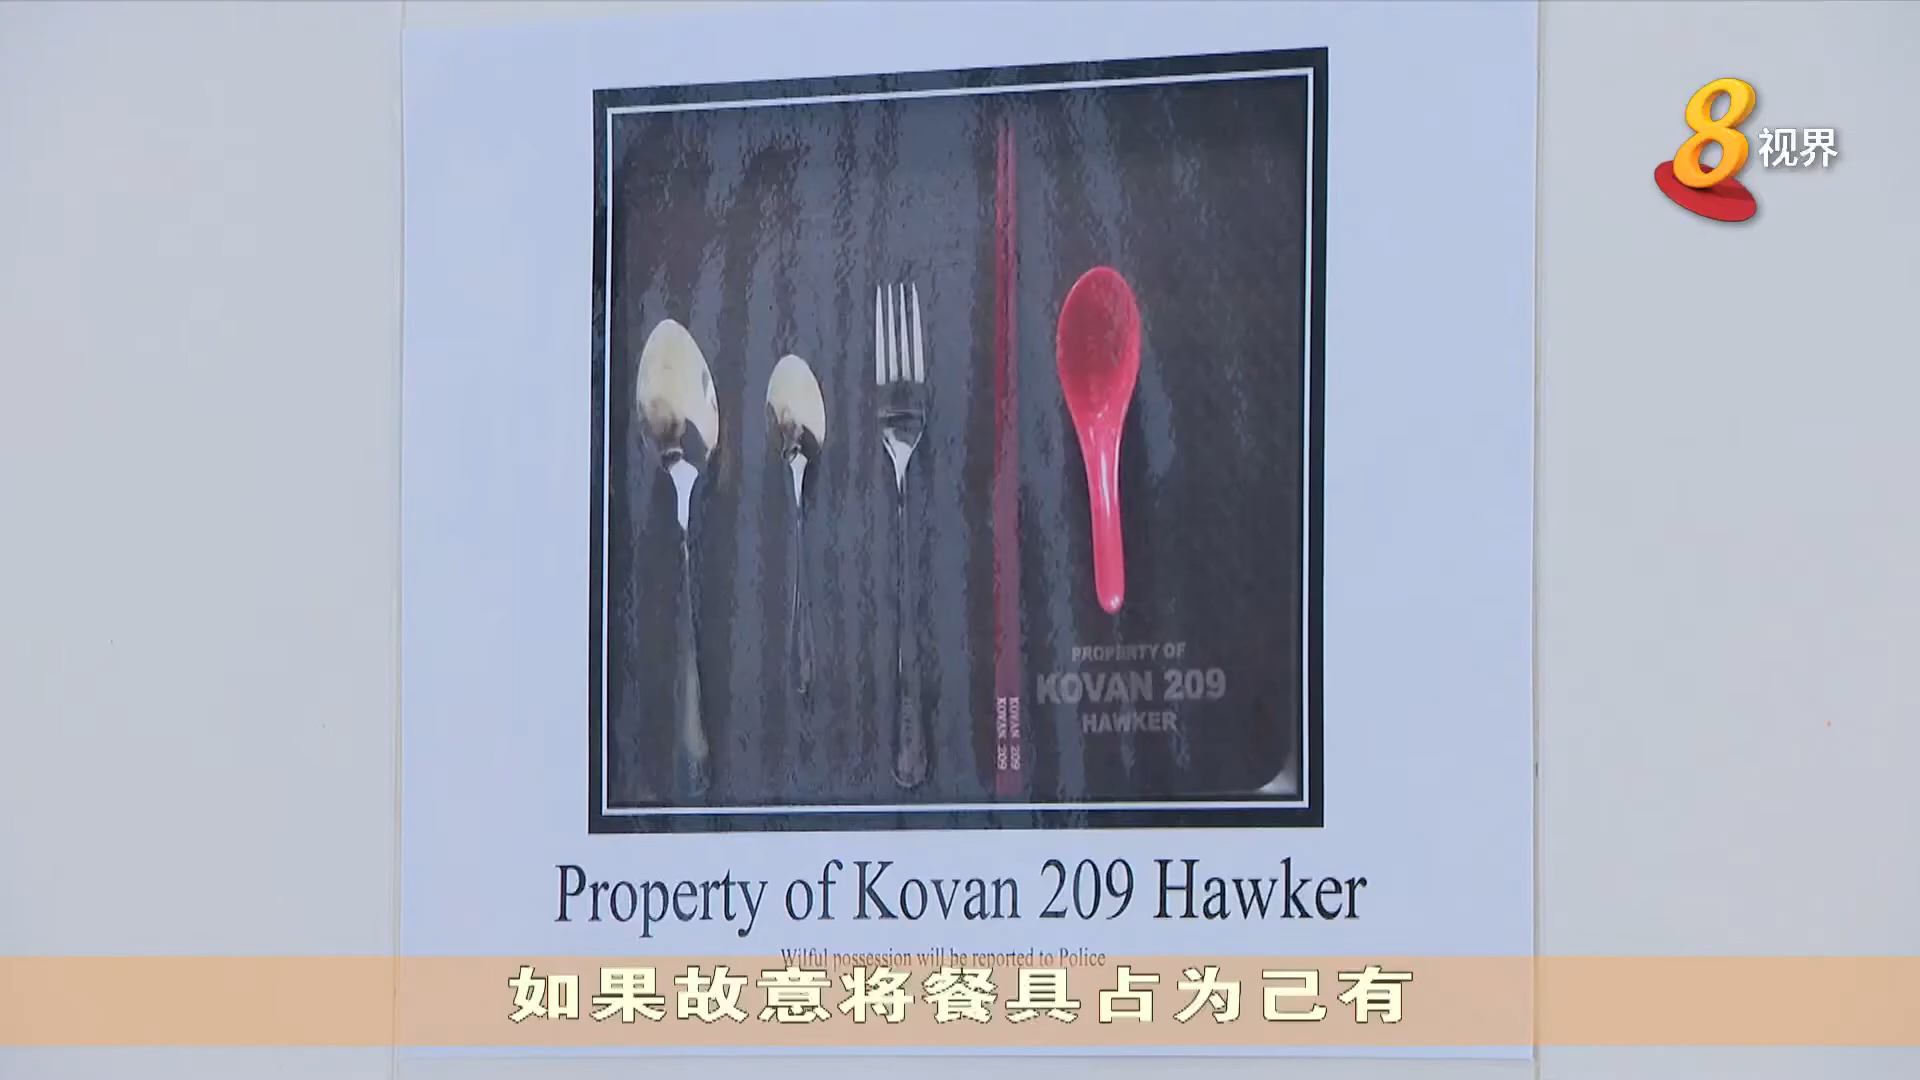 8视界
PROPERTY OF
KOVAN 209
HAWKER
KOVAN 209
KOVAN 209
Property of Kovan 209 Hawker
Wilful possession will be reported to Police
如果故意将餐具占为己有